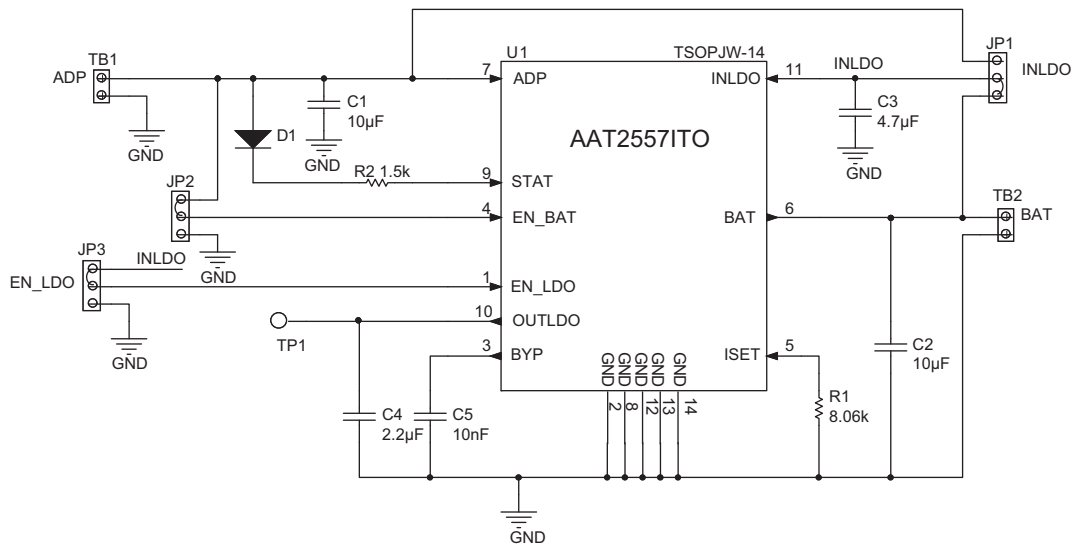 U1
TSOPJW-14
JP1
TB1
ADP
7
ADP
INLDO
11
INLDO
INLDO
C1
10µF
C3
4.7µF
D1
GND
GND
GND
AAT2557ITO
R2 1.5k
9
STAT
JP2
4
EN_BAT
BAT
6
TB2
BAT
GND
JP3
INLDO
EN_LDO
1
EN_LDO
10
OUTLDO
TP1
3
BYP
ISET
5
GND
GND
GND
GND
GND
GND
2
8
12
13
14
C2
10µF
R1
8.06k
C4
2.2µF
C5
10nF
GND